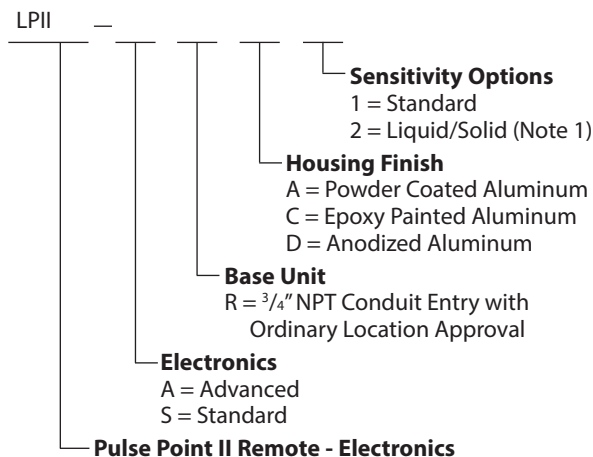 LPII –
Sensitivity Options
1 = Standard
2 = Liquid/Solid (Note 1)
Housing Finish
A = Powder Coated Aluminum
C = Epoxy Painted Aluminum
D = Anodized Aluminum
Base Unit
R = 3/4″ NPT Conduit Entry with
Ordinary Location Approval
Electronics
A = Advanced
S = Standard
Pulse Point II Remote - Electronics